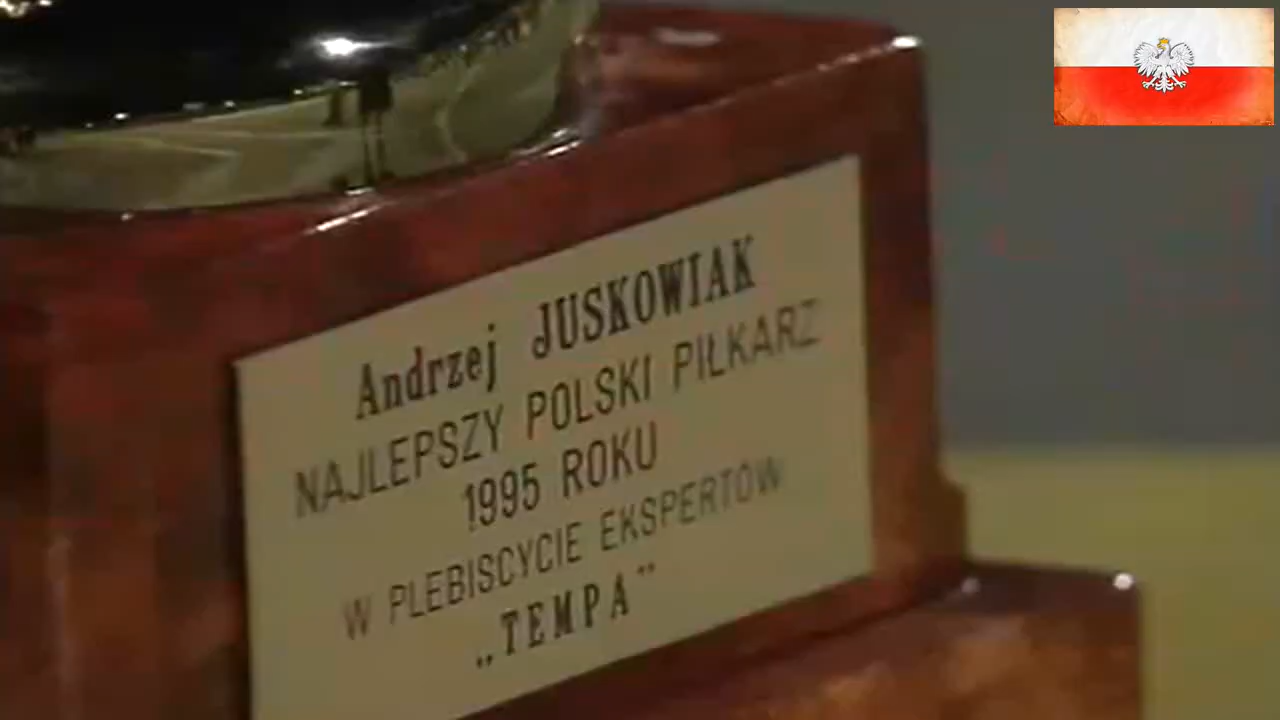 Andrzej JUSKOWIAK
NAJLEPSZY POLSKI PIŁKARZ
1995 ROKU
W PLEBISCYCIE EKSPERTÓW
„TEMPA”